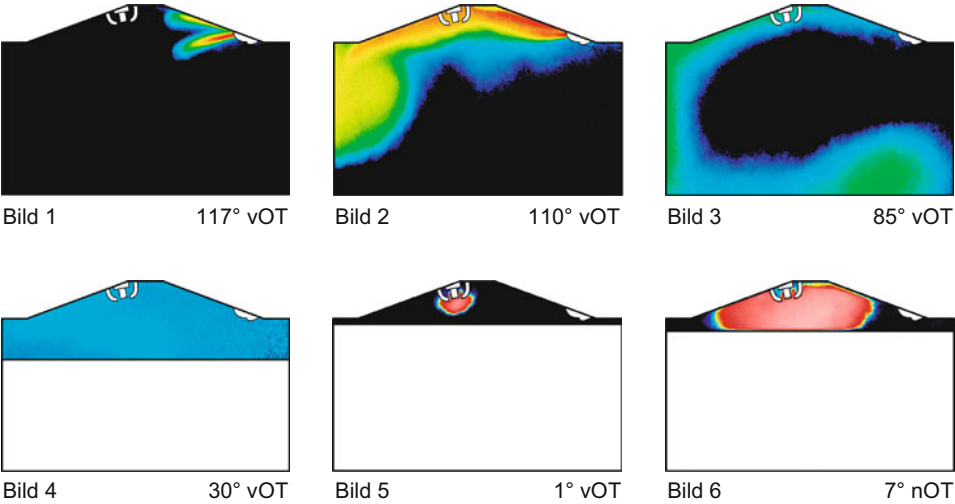 Bild 1 117° vOT
Bild 2 110° vOT
Bild 3 85° vOT
Bild 4 30° vOT
Bild 5 1° vOT
Bild 6 7° nOT